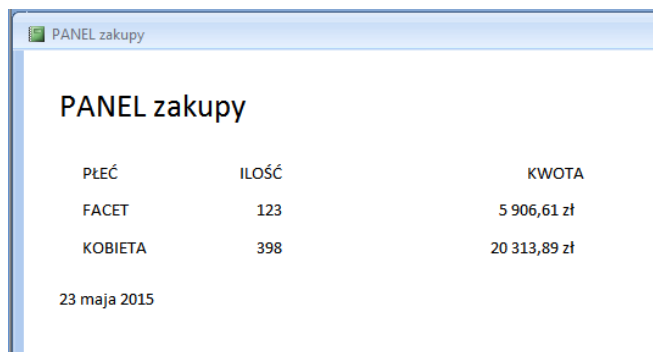 PANEL zakupy
PANEL zakupy
PŁEĆ ILOŚĆ KWOTA
FACET 123 5 906,61 zł
KOBIETA 398 20 313,89 zł
23 maja 2015